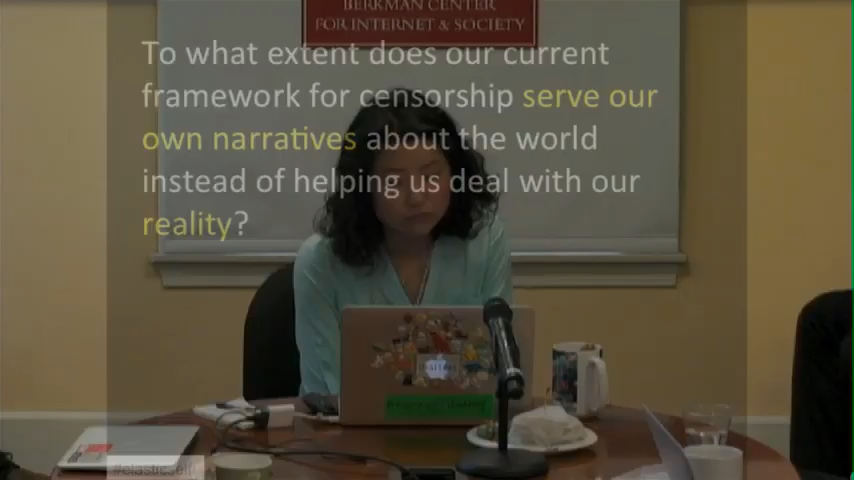 BERKMAN CENTER
FOR INTERNET & SOCIETY
To what extent does our current
framework for censorship serve our
own narratives about the world
instead of helping us deal with our
reality?